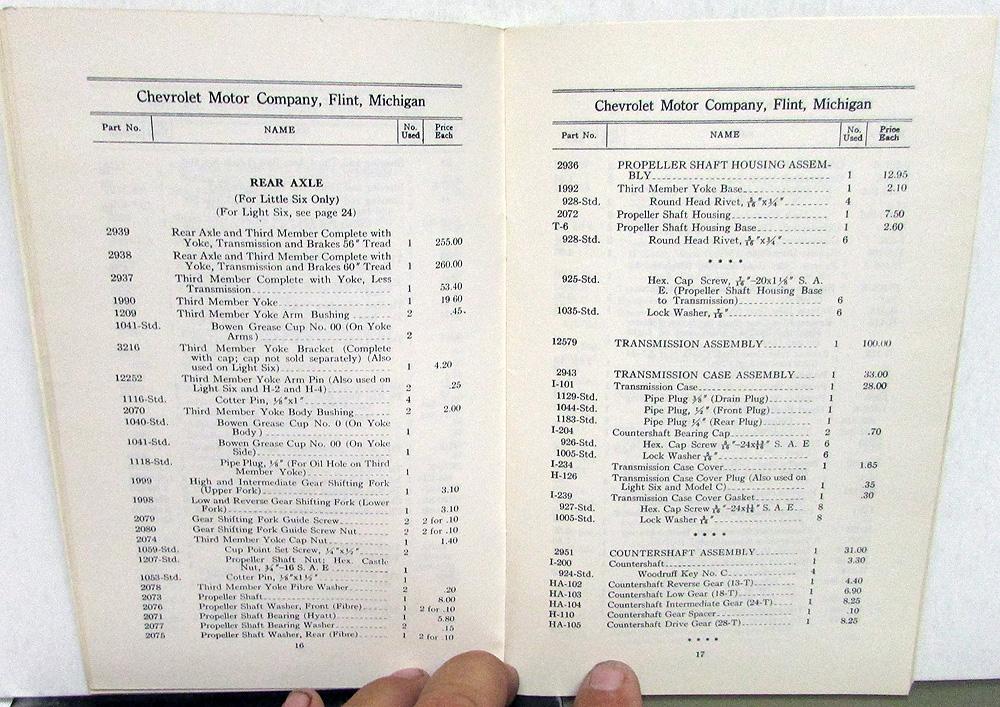 Chevrolet Motor Company, Flint, Michigan
Part No. NAME No. Used Price Each
REAR AXLE
(For Little Six Only)
(For Light Six, see page 24)
2939 Rear Axle and Third Member Complete with
Yoke, Transmission and Brakes 56" Tread 1 255.00
2938 Rear Axle and Third Member Complete with
Yoke, Transmission and Brakes 60" Tread 1 260.00
2937 Third Member Complete with Yoke, Less
Transmission 1 53.40
1990 Third Member Yoke 1 19 60
1209 Third Member Yoke Arm Bushing 2 .45
1041-Std. Bowen Grease Cup No. 00 (On Yoke
Arms) 2
3216 Third Member Yoke Bracket (Complete
with cap; cap not sold separately) (Also
used on Light Six) 1 4.20
12252 Third Member Yoke Arm Pin (Also used on
Light Six and H-2 and H-4) 2 .25
1116-Std. Cotter Pin, ⅛"x1" 4
2070 Third Member Yoke Body Bushing 2 2.00
1040-Std. Bowen Grease Cup No. 0 (On Yoke
Body) 1
1041-Std. Bowen Grease Cup No. 00 (On Yoke
Side) 1
1118-Std. Pipe Plug, ⅛" (For Oil Hole on Third
Member Yoke) 1
1999 High and Intermediate Gear Shifting Fork
(Upper Fork) 1 3.10
1998 Low and Reverse Gear Shifting Fork (Lower
Fork) 1 3.10
2079 Gear Shifting Fork Guide Screw 2 2 for .10
2080 Gear Shifting Fork Guide Screw Nut 2 2 for .10
2074 Third Member Yoke Cap Nut 1 1.40
1059-Std. Cup Point Set Screw, ¼"x½" 2
1207-Std. Propeller Shaft Nut; Hex. Castle
Nut, ¾"-16 S. A. E 1
1053-Std. Cotter Pin, ⅛"x1½" 1
2078 Third Member Yoke Fibre Washer 2 .20
2073 Propeller Shaft 1 8.00
2076 Propeller Shaft Washer, Front (Fibre) 1 2 for .10
2071 Propeller Shaft Bearing (Hyatt) 1 5.80
2077 Propeller Shaft Bearing Washer 2 .15
2075 Propeller Shaft Washer, Rear (Fibre) 1 2 for .10
16
Chevrolet Motor Company, Flint, Michigan
Part No. NAME No. Used Price Each
2936 PROPELLER SHAFT HOUSING ASSEM-
BLY 1 12.95
1992 Third Member Yoke Base 1 2.10
928-Std. Round Head Rivet, 5/16"x¾" 4
2072 Propeller Shaft Housing 1 7.50
T-6 Propeller Shaft Housing Base 1 2.60
928-Std. Round Head Rivet, 5/16"x¾" 6
* * * *
925-Std. Hex. Cap Screw, 7/16"-20x1⅛" S. A.
E. (Propeller Shaft Housing Base
to Transmission) 6
1035-Std. Lock Washer, 7/16" 6
12579 TRANSMISSION ASSEMBLY 1 100.00
2943 TRANSMISSION CASE ASSEMBLY 1 33.00
I-101 Transmission Case 1 28.00
1129-Std. Pipe Plug ⅜" (Drain Plug) 1
1044-Std. Pipe Plug, ½" (Front Plug) 1
1183-Std. Pipe Plug ¼" (Rear Plug) 1
I-204 Countershaft Bearing Cap 2 .70
926-Std. Hex. Cap Screw S. A. E 6
1005-Std. Lock Washer 6
I-234 Transmission Case Cover 1 1.65
H-126 Transmission Case Cover Plug (Also used on
Light Six and Model C) 1 .35
I-239 Transmission Case Cover Gasket 1 .30
927-Std. Hex. Cap Screw S. A. E. 8
1005-Std. Lock Washer 8
* * * *
2951 COUNTERSHAFT ASSEMBLY 1 31.00
I-200 Countershaft 1 3.30
924-Std. Woodruff Key No. C 4
HA-102 Countershaft Reverse Gear (13-T) 1 4.40
HA-103 Countershaft Low Gear (18-T) 1 6.90
HA-104 Countershaft Intermediate Gear (24-T) 1 8.25
H-110 Countershaft Gear Spacer 1 .10
HA-105 Countershaft Drive Gear (28-T) 1 8.25
* * * *
17